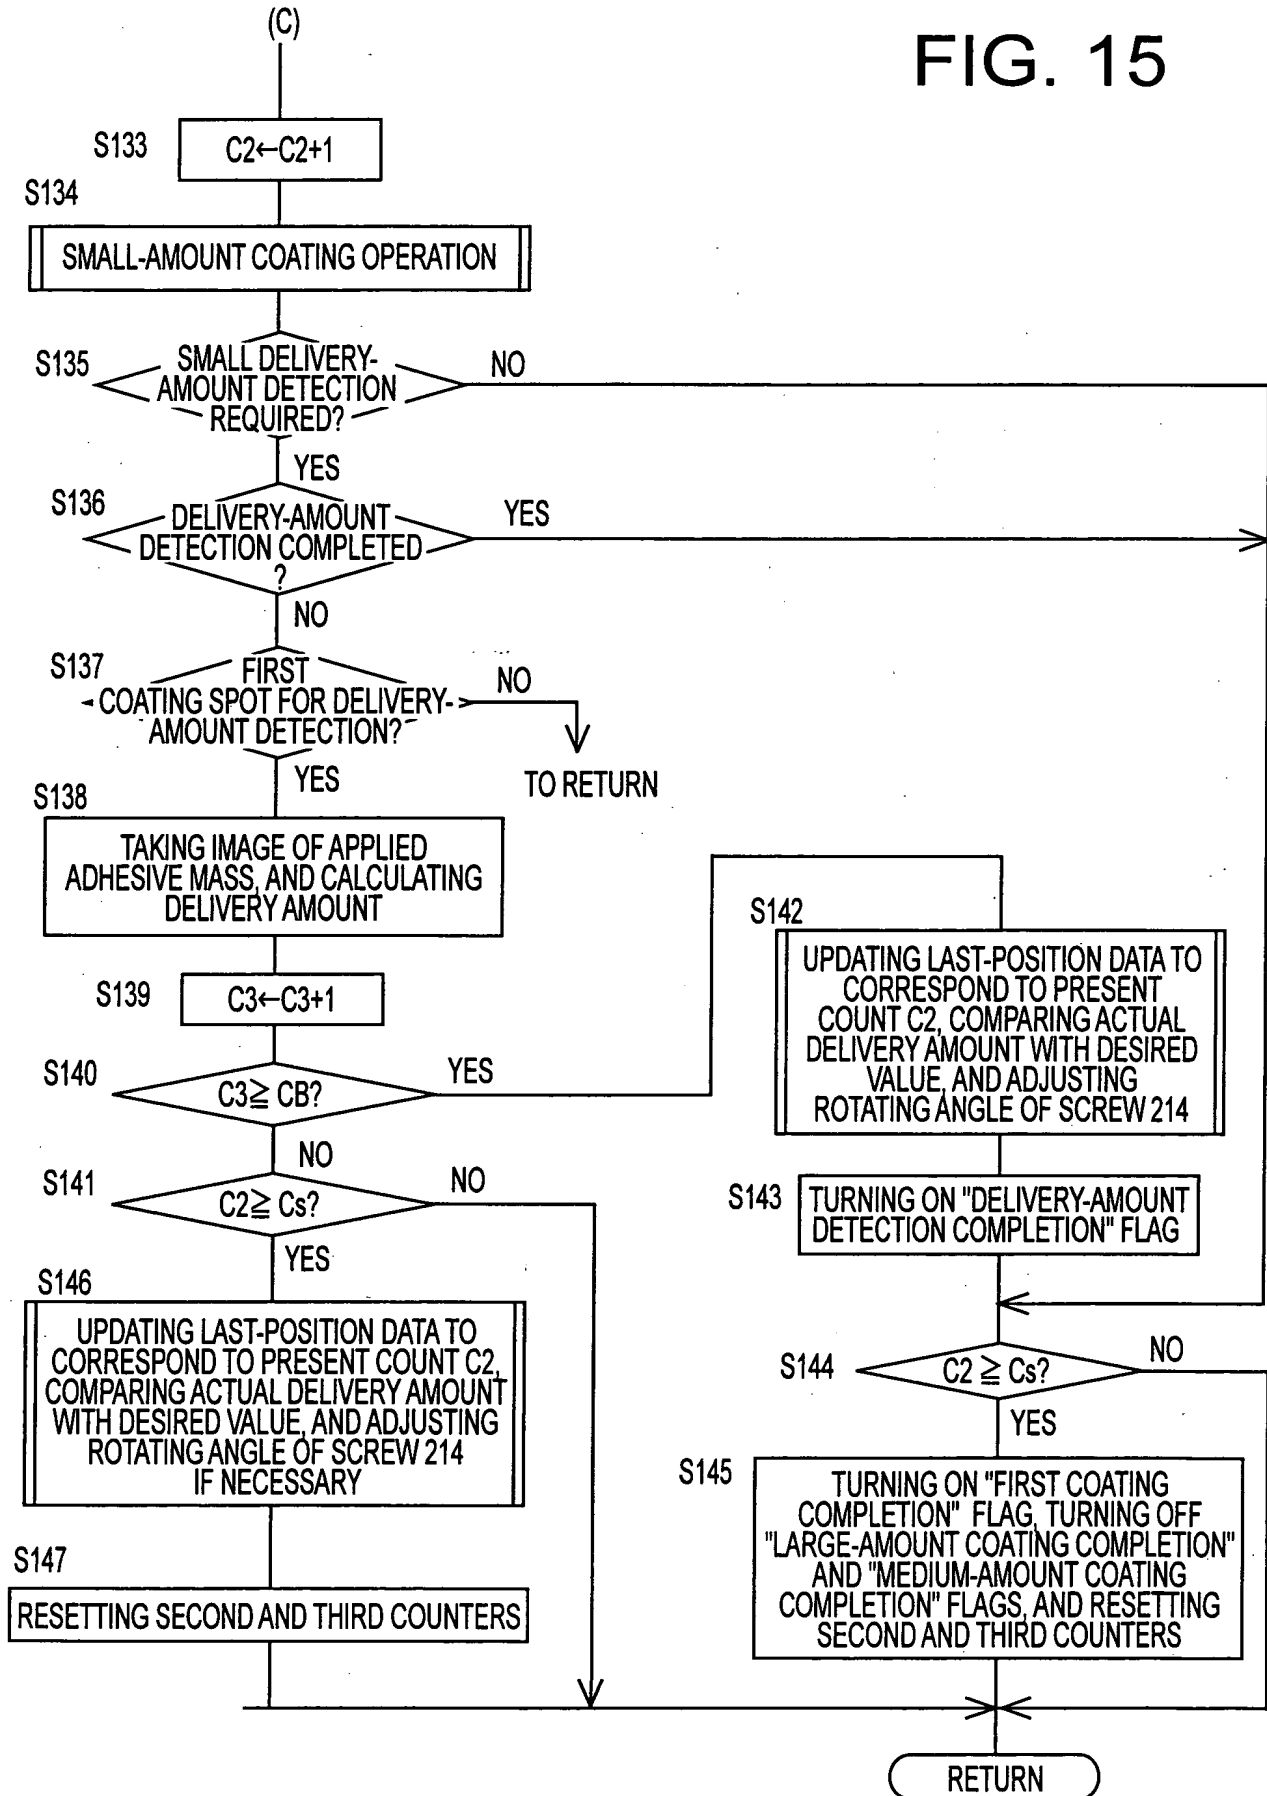 (C)
FIG. 15
S133
C2←C2+1
S134
SMALL-AMOUNT COATING OPERATION
S135
SMALL DELIVERY-
AMOUNT DETECTION
REQUIRED?
NO
YES
S136
DELIVERY-AMOUNT
DETECTION COMPLETED
?
YES
NO
S137
FIRST
COATING SPOT FOR DELIVERY-
AMOUNT DETECTION?
NO
TO RETURN
YES
S138
TAKING IMAGE OF APPLIED
ADHESIVE MASS, AND CALCULATING
DELIVERY AMOUNT
S139
C3←C3+1
S140
C3≧ CB?
YES
NO
S141
C2≧ Cs?
NO
YES
S146
UPDATING LAST-POSITION DATA TO
CORRESPOND TO PRESENT COUNT C2,
COMPARING ACTUAL DELIVERY AMOUNT
WITH DESIRED VALUE, AND ADJUSTING
ROTATING ANGLE OF SCREW 214
IF NECESSARY
S147
RESETTING SECOND AND THIRD COUNTERS
S142
UPDATING LAST-POSITION DATA TO
CORRESPOND TO PRESENT
COUNT C2, COMPARING ACTUAL
DELIVERY AMOUNT WITH DESIRED
VALUE, AND ADJUSTING
ROTATING ANGLE OF SCREW 214
S143
TURNING ON "DELIVERY-AMOUNT
DETECTION COMPLETION" FLAG
S144
C2 ≧ Cs?
NO
YES
S145
TURNING ON "FIRST COATING
COMPLETION" FLAG, TURNING OFF
"LARGE-AMOUNT COATING COMPLETION"
AND "MEDIUM-AMOUNT COATING
COMPLETION" FLAGS, AND RESETTING
SECOND AND THIRD COUNTERS
RETURN